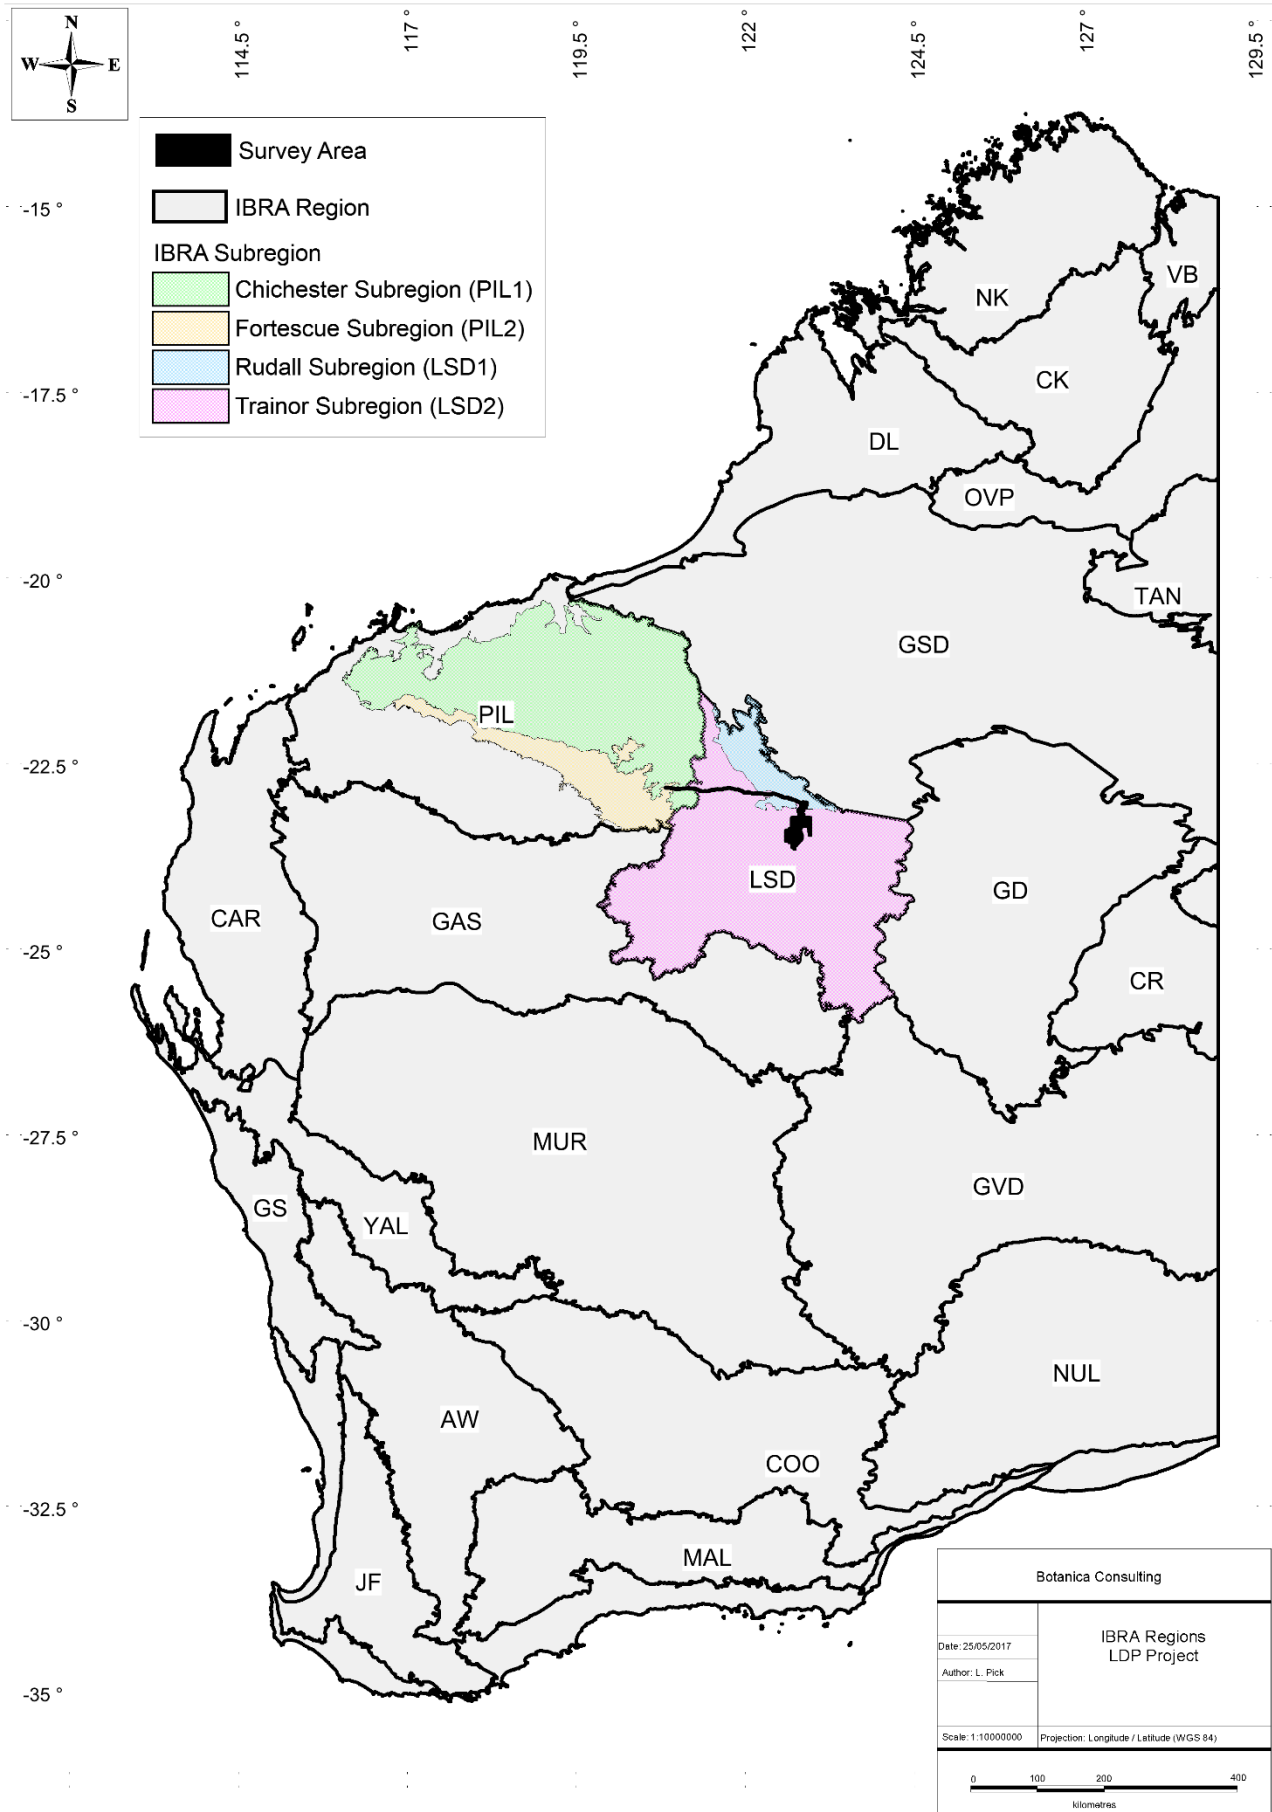 114.5 °
117 °
119.5 °
122 °
124.5 °
127 °
129.5 °
N
W E
S
Survey Area
IBRA Region
IBRA Subregion
Chichester Subregion (PIL1)
Fortescue Subregion (PIL2)
Rudall Subregion (LSD1)
Trainor Subregion (LSD2)
-15 °
-17.5 °
-20 °
-22.5 °
-25 °
-27.5 °
-30 °
-32.5 °
-35 °
VB
NK
CK
DL
OVP
TAN
GSD
PIL
LSD
GD
CAR
GAS
CR
MUR
GVD
GS
YAL
NUL
AW
COO
MAL
JF
Botanica Consulting
Date: 25/05/2017
Author: L. Pick
IBRA Regions
LDP Project
Scale: 1:10000000
Projection: Longitude / Latitude (WGS 84)
0 100 200 400
kilometres